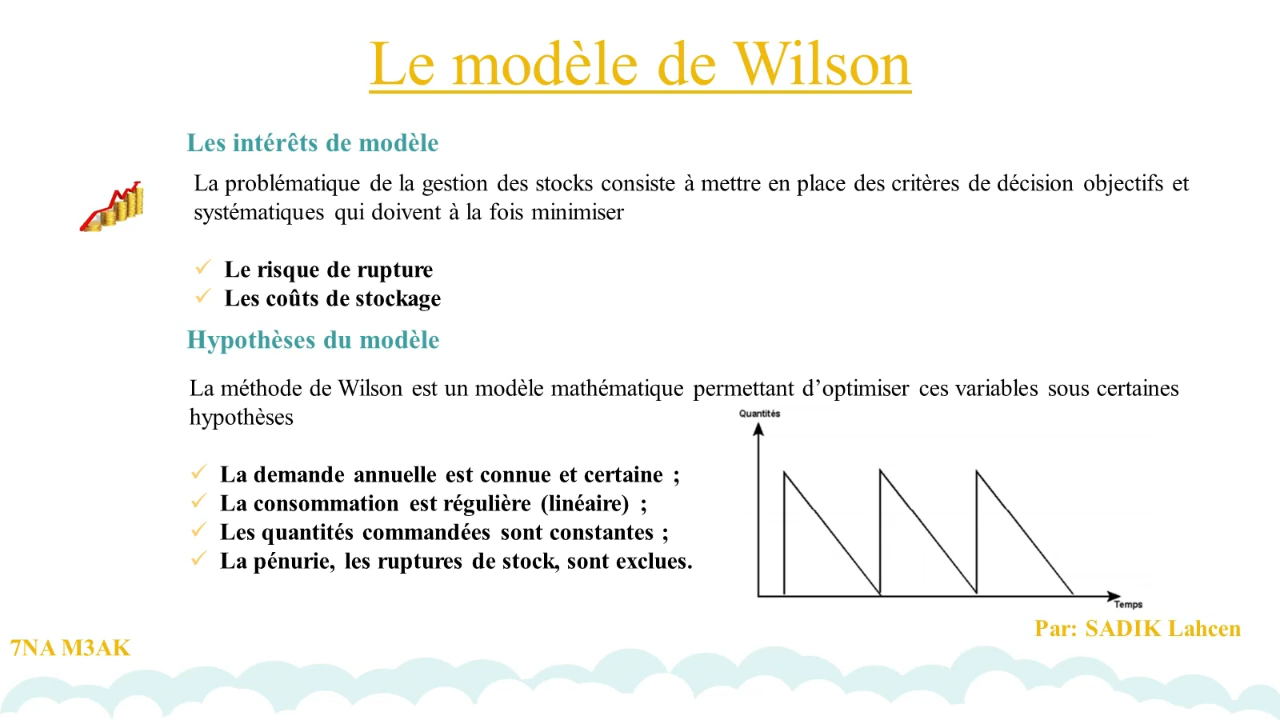 Le modèle de Wilson
Les intérêts de modèle
La problématique de la gestion des stocks consiste à mettre en place des critères de décision objectifs et
systématiques qui doivent à la fois minimiser
Le risque de rupture
Les coûts de stockage
Hypothèses du modèle
La méthode de Wilson est un modèle mathématique permettant d’optimiser ces variables sous certaines
hypothèses
La demande annuelle est connue et certaine ;
La consommation est régulière (linéaire) ;
Les quantités commandées sont constantes ;
La pénurie, les ruptures de stock, sont exclues.
Quantités
Temps
Par: SADIK Lahcen
7NA M3AK